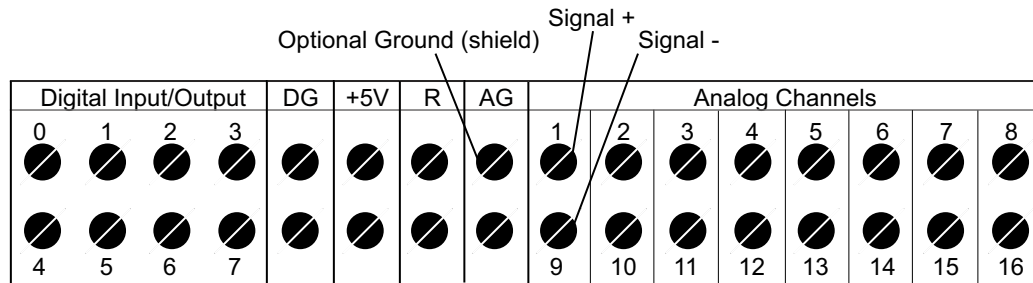 Signal +
Optional Ground (shield) Signal -
Digital Input/Output DG +5V R AG Analog Channels
0 1 2 3 1 2 3 4 5 6 7 8
4 5 6 7 9 10 11 12 13 14 15 16